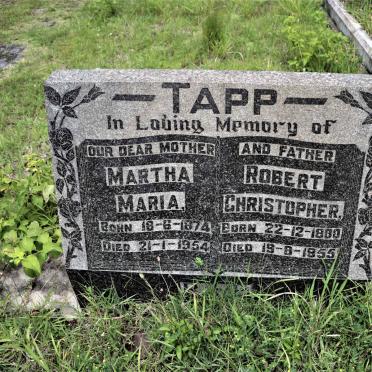 TAPP
In Loving Memory of
OUR DEAR MOTHER
MARTHA
MARIA.
BORN 18-6-1874
DIED 21-1-1954
AND FATHER
ROBERT
CHRISTOPHER.
BORN 22-12-1880
DIED 19-8-1955